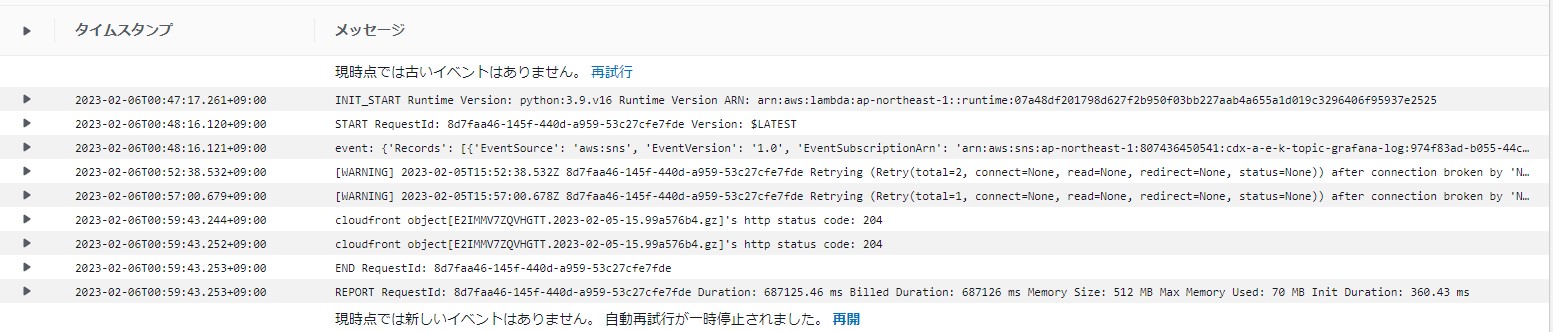 タイムスタンプ メッセージ
現時点では古いイベントはありません。 再試行
2023-02-06T00:47:17.261+09:00 INIT_START Runtime Version: python:3.9.v16 Runtime Version ARN: arn:aws:lambda:ap-northeast-1::runtime:07a48df201798d627f2b950f03bb227aab4a655a1d019c3296406f95937e2525
2023-02-06T00:48:16.120+09:00 START RequestId: 8d7faa46-145f-440d-a959-53c27cfe7fde Version: $LATEST
2023-02-06T00:48:16.121+09:00 event: {'Records': [{'EventSource': 'aws:sns', 'EventVersion': '1.0', 'EventSubscriptionArn': 'arn:aws:sns:ap-northeast-1:807436450541:cdx-a-e-k-topic-grafana-log:974f83ad-b055-44c…
2023-02-06T00:52:38.532+09:00 [WARNING] 2023-02-05T15:52:38.532Z 8d7faa46-145f-440d-a959-53c27cfe7fde Retrying (Retry(total=2, connect=None, read=None, redirect=None, status=None)) after connection broken by 'N…
2023-02-06T00:57:00.679+09:00 [WARNING] 2023-02-05T15:57:00.678Z 8d7faa46-145f-440d-a959-53c27cfe7fde Retrying (Retry(total=1, connect=None, read=None, redirect=None, status=None)) after connection broken by 'N…
2023-02-06T00:59:43.244+09:00 cloudfront object[E2IMMV7ZQVHGTT.2023-02-05-15.99a576b4.gz]'s http status code: 204
2023-02-06T00:59:43.252+09:00 cloudfront object[E2IMMV7ZQVHGTT.2023-02-05-15.99a576b4.gz]'s http status code: 204
2023-02-06T00:59:43.253+09:00 END RequestId: 8d7faa46-145f-440d-a959-53c27cfe7fde
2023-02-06T00:59:43.253+09:00 REPORT RequestId: 8d7faa46-145f-440d-a959-53c27cfe7fde Duration: 687125.46 ms Billed Duration: 687126 ms Memory Size: 512 MB Max Memory Used: 70 MB Init Duration: 360.43 ms
現時点では新しいイベントはありません。 自動再試行が一時停止されました。 再開